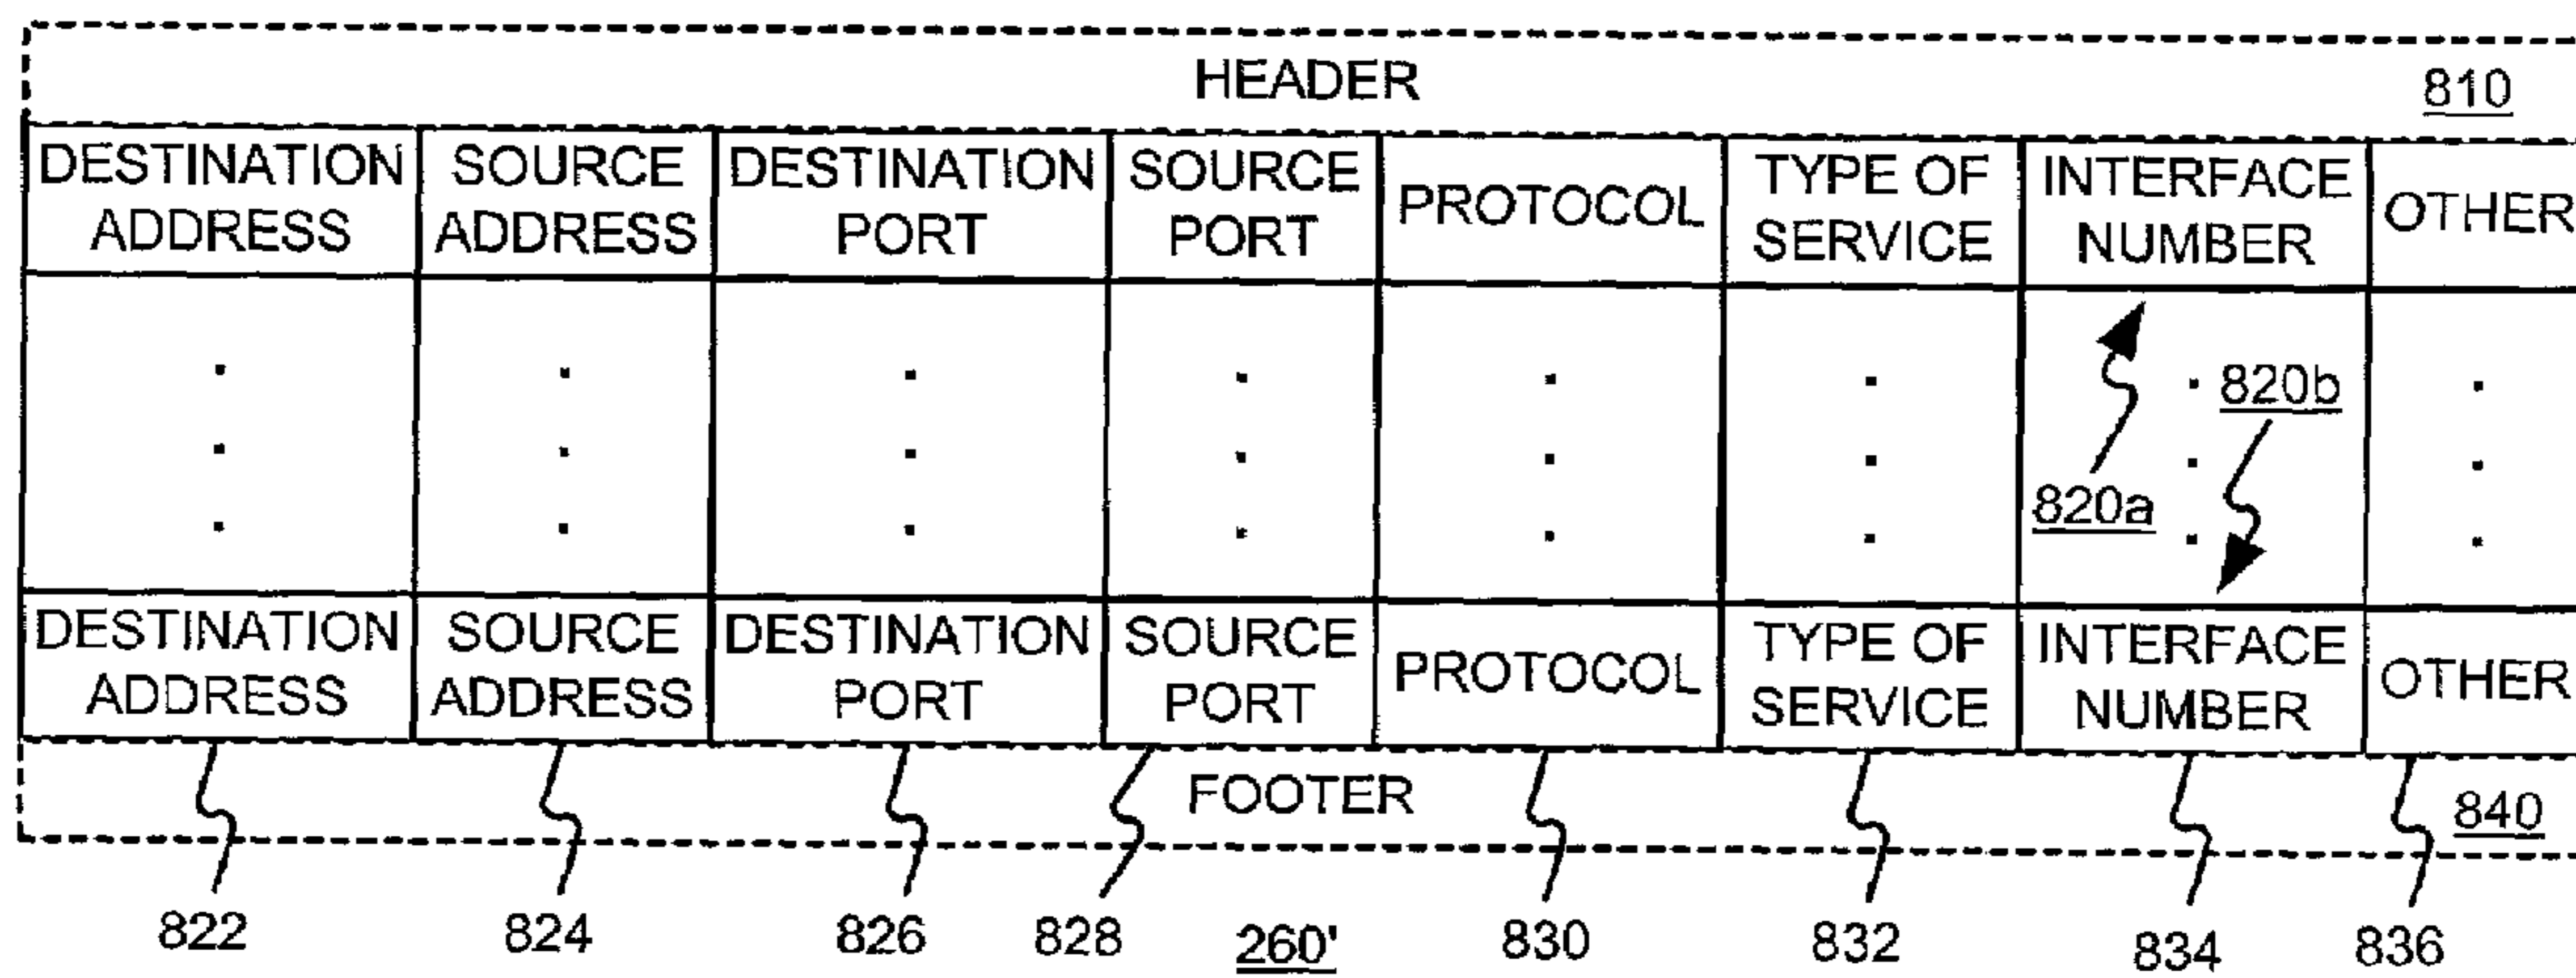 HEADER
810
DESTINATION ADDRESS SOURCE ADDRESS DESTINATION PORT SOURCE PORT PROTOCOL TYPE OF SERVICE INTERFACE NUMBER OTHER
820b
820a
DESTINATION ADDRESS SOURCE ADDRESS DESTINATION PORT SOURCE PORT PROTOCOL TYPE OF SERVICE INTERFACE NUMBER OTHER
FOOTER
840
822 824 826 828 260' 830 832 834 836